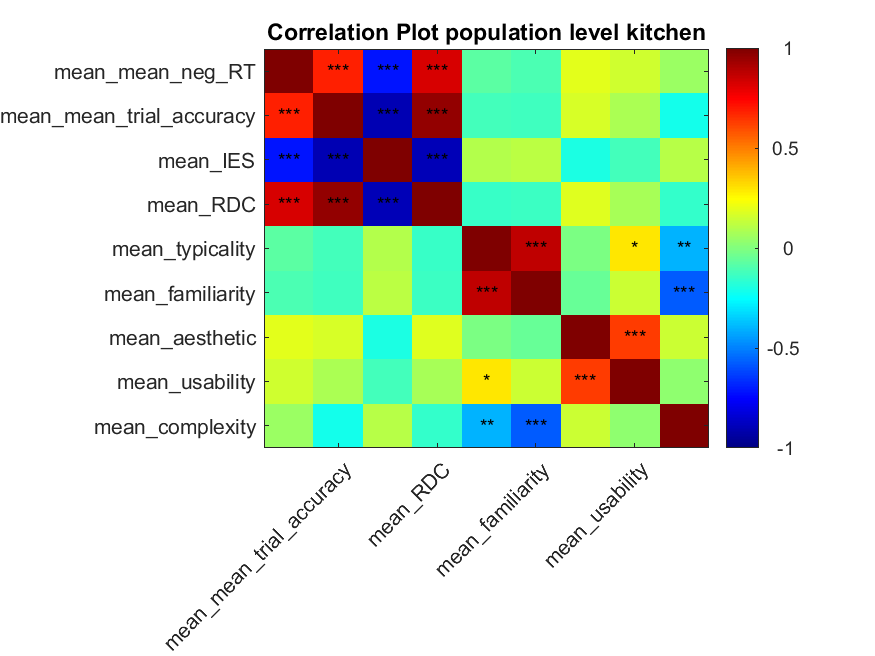 Correlation Plot population level kitchen
mean_mean_neg_RT
*** *** ***
mean_mean_trial_accuracy
*** *** ***
mean_IES
*** *** ***
mean_RDC
*** *** ***
mean_typicality
*** * **
mean_familiarity
*** ***
mean_aesthetic
***
mean_usability
* ***
mean_complexity
** ***
1
0.5
0
-0.5
-1
mean_mean_trial_accuracy
mean_RDC
mean_familiarity
mean_usability